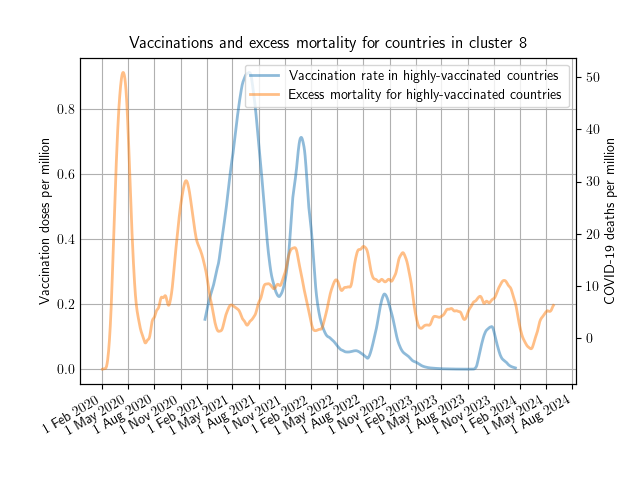 Vaccinations and excess mortality for countries in cluster 8
Vaccination rate in highly-vaccinated countries
Excess mortality for highly-vaccinated countries
Vaccination doses per million
0.8
0.6
0.4
0.2
0.0
50
40
30
20
10
0
COVID-19 deaths per million
1 Feb 2020
1 May 2020
1 Aug 2020
1 Nov 2020
1 Feb 2021
1 May 2021
1 Aug 2021
1 Nov 2021
1 Feb 2022
1 May 2022
1 Aug 2022
1 Nov 2022
1 Feb 2023
1 May 2023
1 Aug 2023
1 Nov 2023
1 Feb 2024
1 May 2024
1 Aug 2024